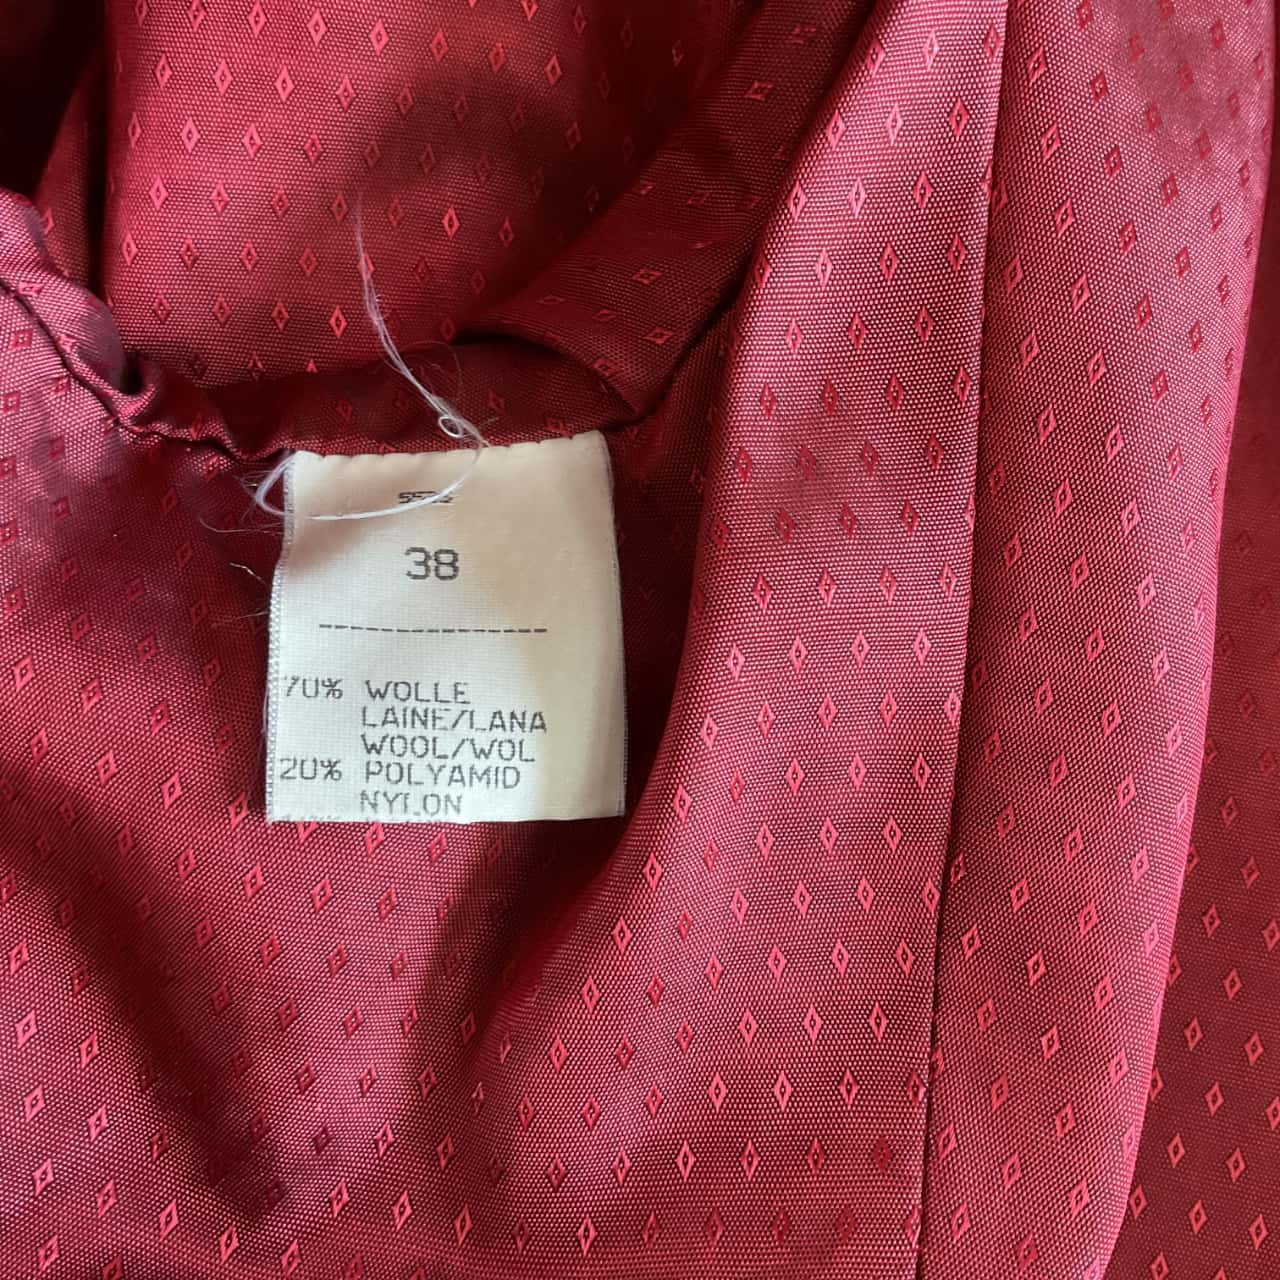 38
70% WOLLE
LAINE/LANA
WOOL/WOL
20% POLYAMID
NYLON